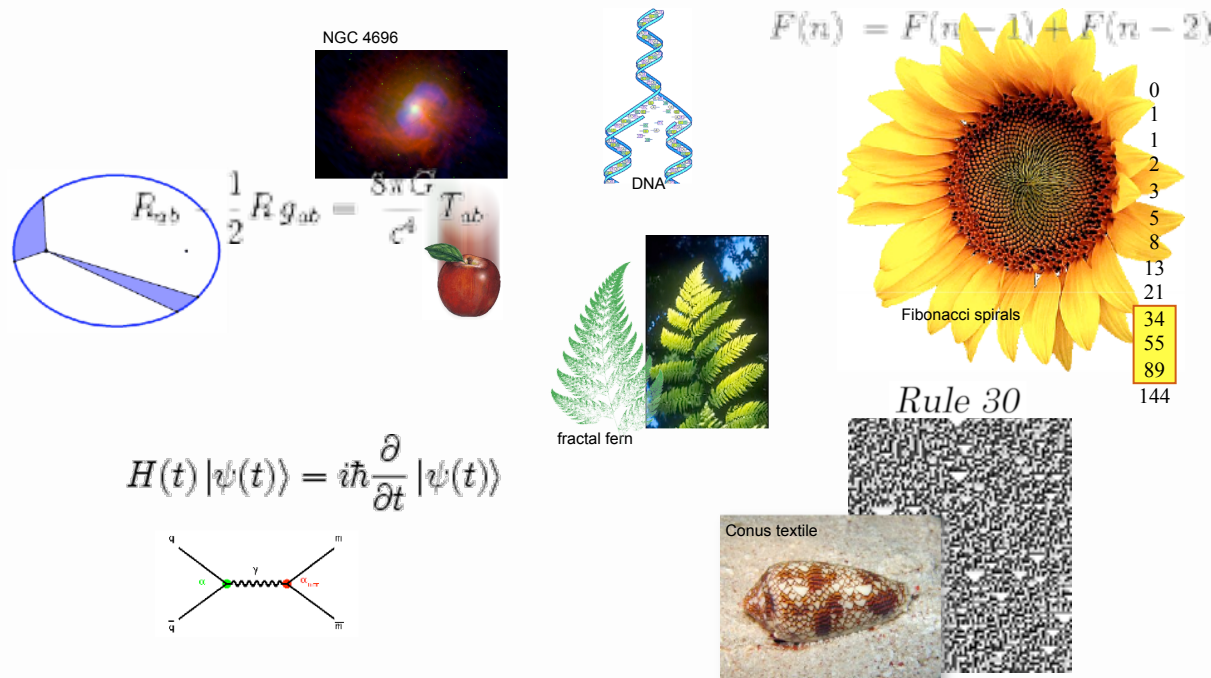 NGC 4696
F(n) = F(n − 1) + F(n − 2)
R_ab − 1/2 R g_ab = 8πG/c^4 T_ab
DNA
0
1
1
2
3
5
8
13
21
34
55
89
144
Fibonacci spirals
Rule 30
fractal fern
H(t) |ψ(t)⟩ = iħ ∂/∂t |ψ(t)⟩
Conus textile
q m
α γ
q̅ m̅